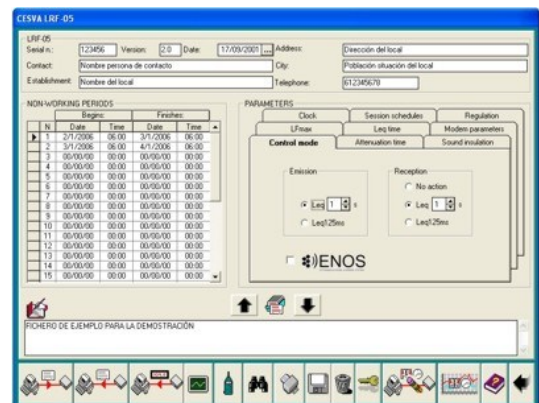 CESVA LRF-05
LRF-05
Serial n.: 123456 Version: 2.0 Date: 17/09/2001 ... Address: Dirección del local
Contact: Nombre persona de contacto City: Población situación del local
Establishment: Nombre del local Telephone: 612345678
NON-WORKING PERIODS
Begins Finishes
N Date Time Date Time
1 2/1/2006 06:00 3/1/2006 06:00
2 3/1/2006 06:00 4/1/2006 06:00
3 00/00/00 00:00 00/00/00 00:00
4 00/00/00 00:00 00/00/00 00:00
5 00/00/00 00:00 00/00/00 00:00
6 00/00/00 00:00 00/00/00 00:00
7 00/00/00 00:00 00/00/00 00:00
8 00/00/00 00:00 00/00/00 00:00
9 00/00/00 00:00 00/00/00 00:00
10 00/00/00 00:00 00/00/00 00:00
11 00/00/00 00:00 00/00/00 00:00
12 00/00/00 00:00 00/00/00 00:00
13 00/00/00 00:00 00/00/00 00:00
14 00/00/00 00:00 00/00/00 00:00
15 00/00/00 00:00 00/00/00 00:00
PARAMETERS
Clock Session schedules Regulation
LFmax Leq time Modem parameters
Control mode Attenuation time Sound insulation
Emission
Leq 1 s
Leq125ms
Reception
No action
Leq 1 s
Leq125ms
ENOS
FICHERO DE EJEMPLO PARA LA DEMOSTRACIÓN